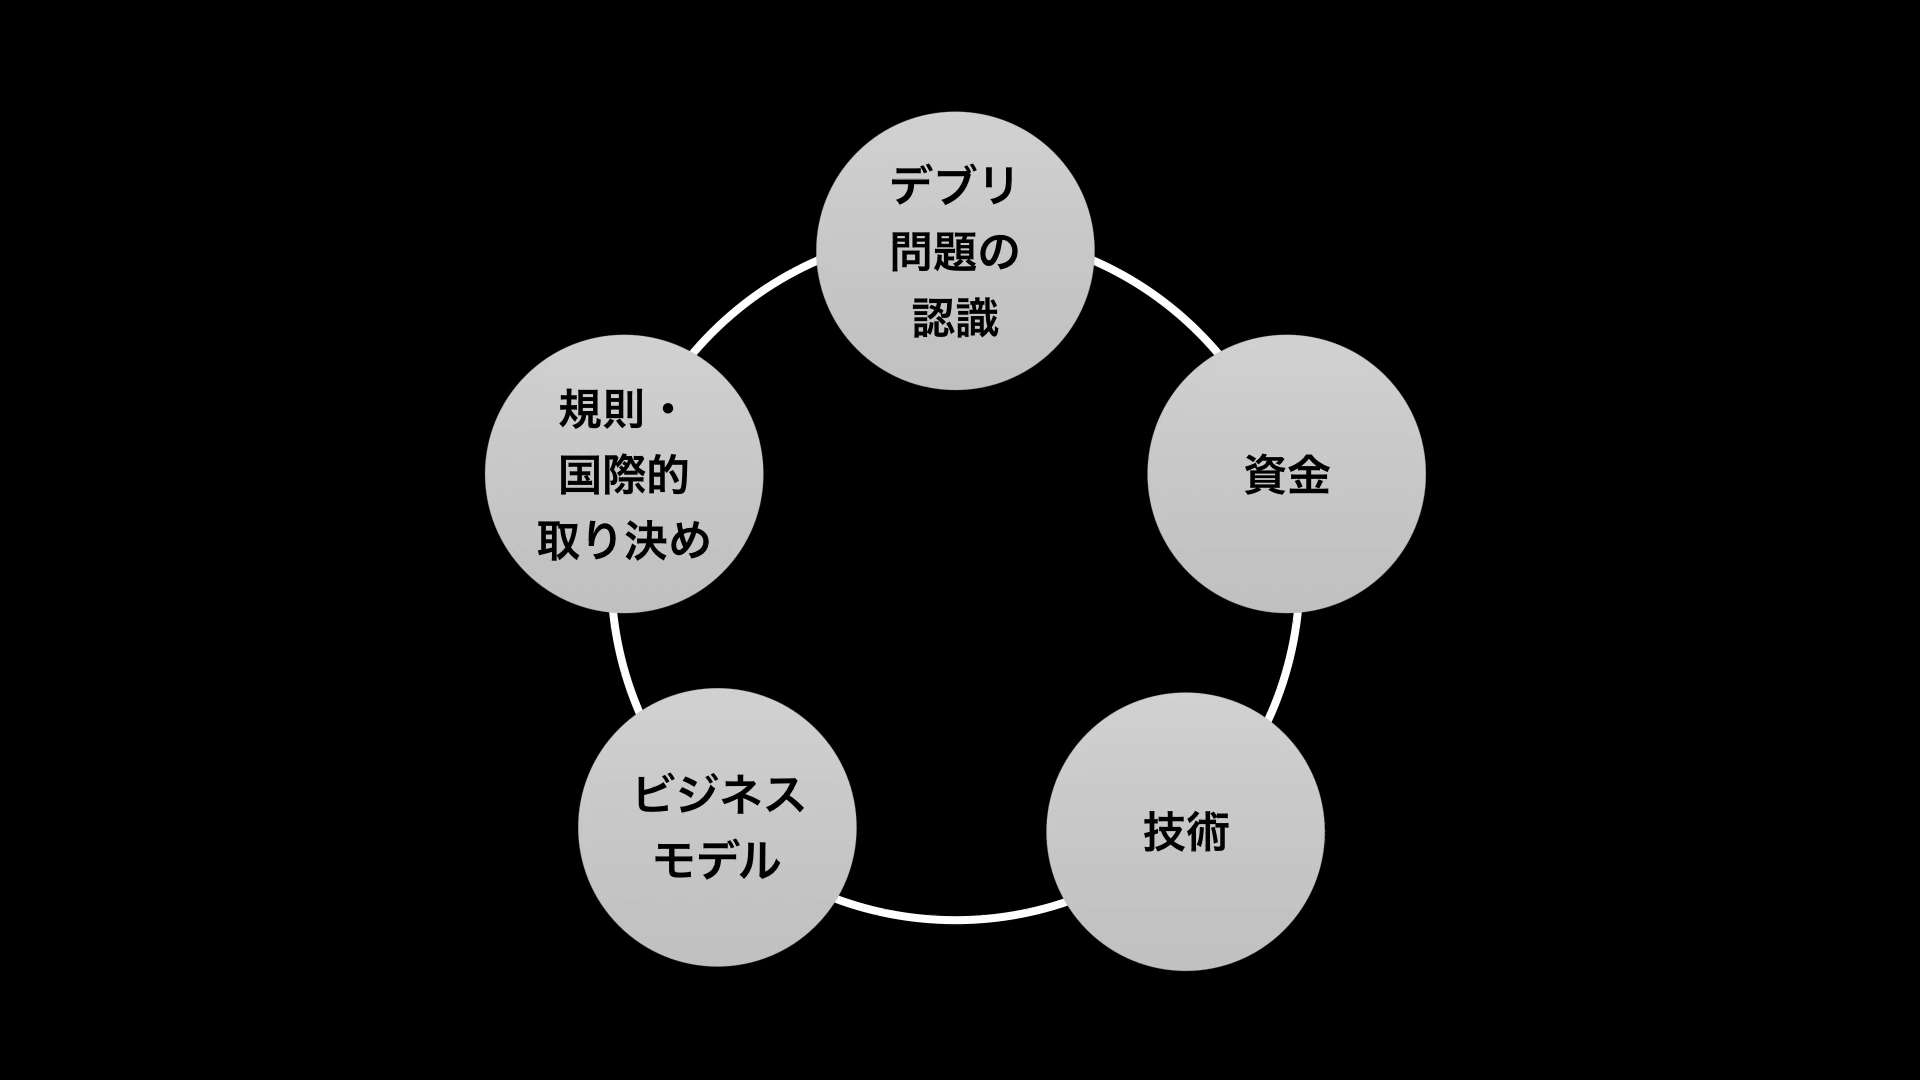 デブリ
問題の
認識
資金
技術
ビジネス
モデル
規則・
国際的
取り決め